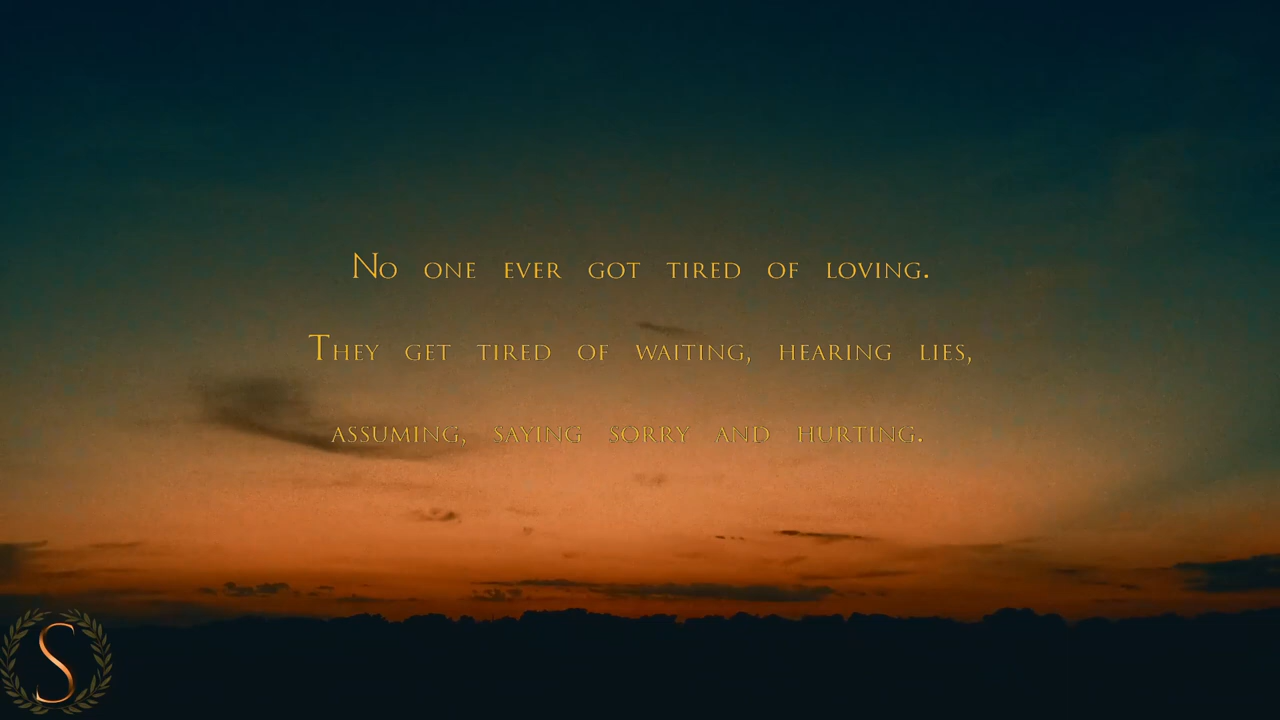 No one ever got tired of loving.
They get tired of waiting, hearing lies,
assuming, saying sorry and hurting.
S